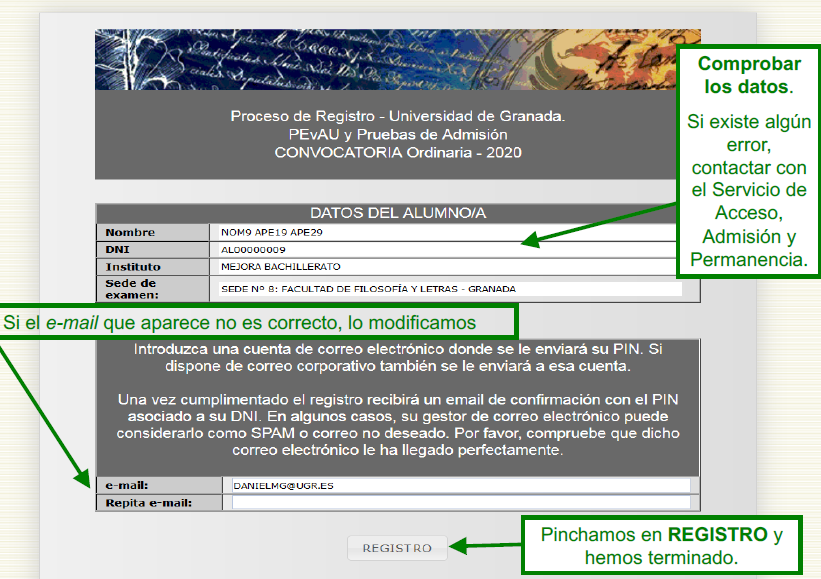 Proceso de Registro - Universidad de Granada.
PEvAU y Pruebas de Admisión
CONVOCATORIA Ordinaria - 2020
Comprobar
los datos.
Si existe algún
error,
contactar con
el Servicio de
Acceso,
Admisión y
Permanencia.
DATOS DEL ALUMNO/A
Nombre NOM9 APE19 APE29
DNI AL00000009
Instituto MEJORA BACHILLERATO
Sede de
examen: SEDE Nº 8: FACULTAD DE FILOSOFÍA Y LETRAS - GRANADA
Si el e-mail que aparece no es correcto, lo modificamos
Introduzca una cuenta de correo electrónico donde se le enviará su PIN. Si
dispone de correo corporativo también se le enviará a esa cuenta.
Una vez cumplimentado el registro recibirá un email de confirmación con el PIN
asociado a su DNI. En algunos casos, su gestor de correo electrónico puede
considerarlo como SPAM o correo no deseado. Por favor, compruebe que dicho
correo electrónico le ha llegado perfectamente.
e-mail: DANIELMG@UGR.ES
Repita e-mail:
REGISTRO
Pinchamos en REGISTRO y
hemos terminado.